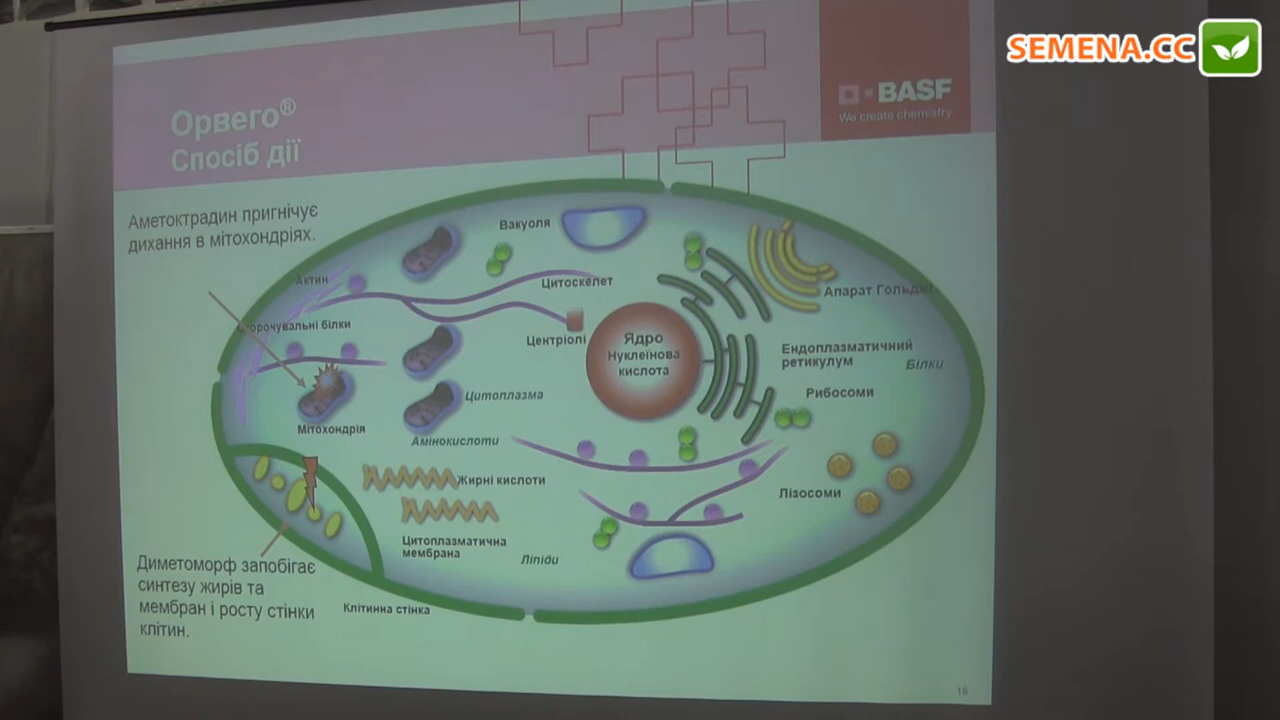 SEMENA.CC
BASF
We create chemistry
Орвего®
Спосіб дії
Аметоктрадин пригнічує
дихання в мітохондріях.
Вакуоля
Актин
Цитоскелет
Апарат Гольджі
Скорочувальні білки
Центріолі
Ядро
Нуклеїнова
кислота
Ендоплазматичний
ретикулум
Білки
Цитоплазма
Рибосоми
Мітохондрія
Амінокислоти
Жирні кислоти
Лізосоми
Цитоплазматична
мембрана
Ліпіди
Диметоморф запобігає
синтезу жирів та
мембран і росту стінки
клітин.
Клітинна стінка
16